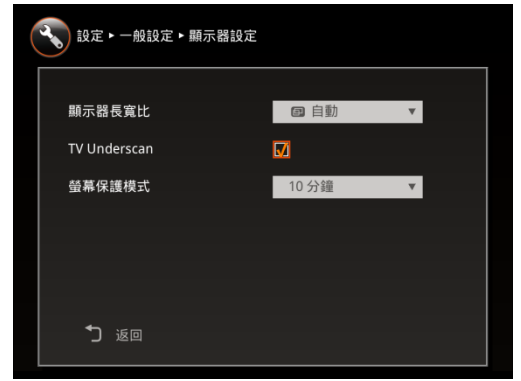 設定 ▸ 一般設定 ▸ 顯示器設定
顯示器長寬比 自動
TV Underscan
螢幕保護模式 10 分鐘
返回